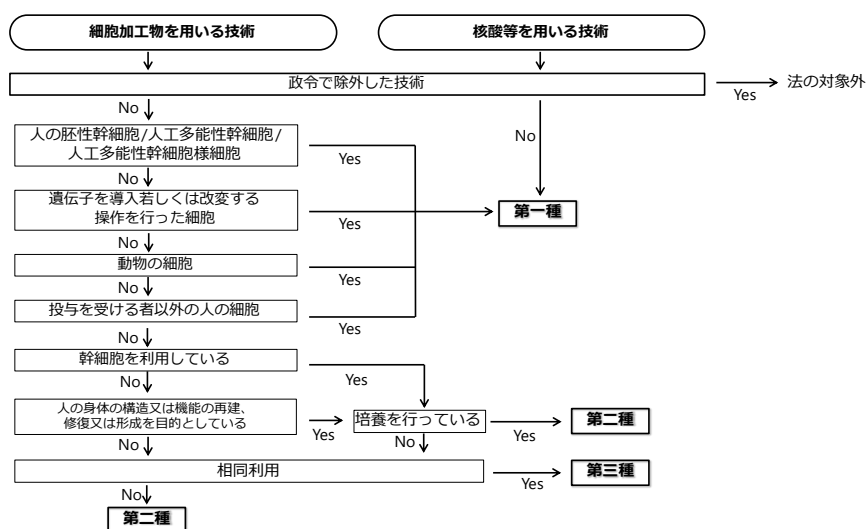 細胞加工物を用いる技術
核酸等を用いる技術
政令で除外した技術
Yes
法の対象外
No
No
人の胚性幹細胞/人工多能性幹細胞/
人工多能性幹細胞様細胞
Yes
No
遺伝子を導入若しくは改変する
操作を行った細胞
Yes
第一種
No
動物の細胞
Yes
No
投与を受ける者以外の人の細胞
Yes
No
幹細胞を利用している
Yes
No
人の身体の構造又は機能の再建、
修復又は形成を目的としている
Yes
培養を行っている
Yes
第二種
No
No
相同利用
Yes
第三種
No
第二種